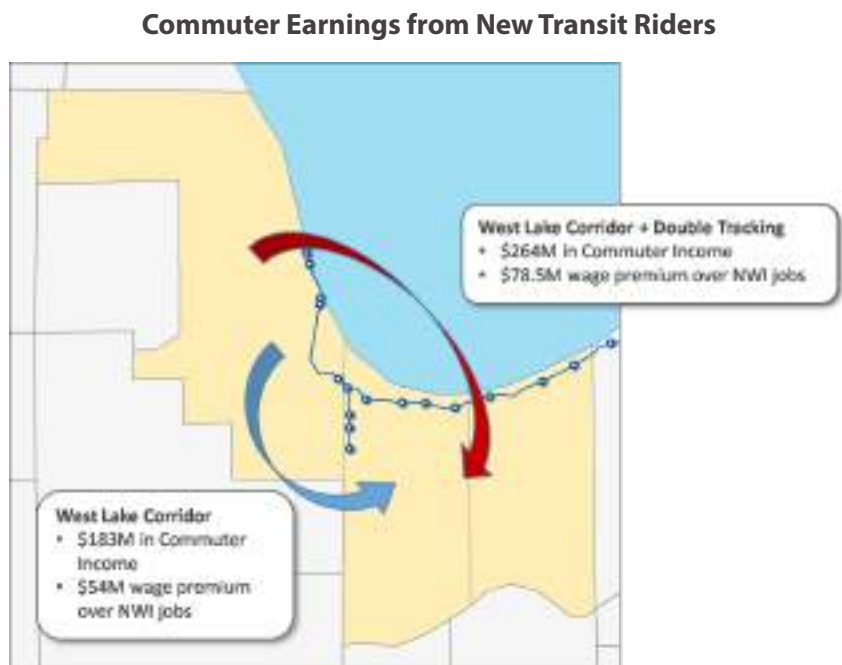 Commuter Earnings from New Transit Riders
West Lake Corridor + Double Tracking
• $264M in Commuter Income
• $78.5M wage premium over NWI jobs
West Lake Corridor
• $183M in Commuter
Income
• $54M wage premium
over NWI jobs